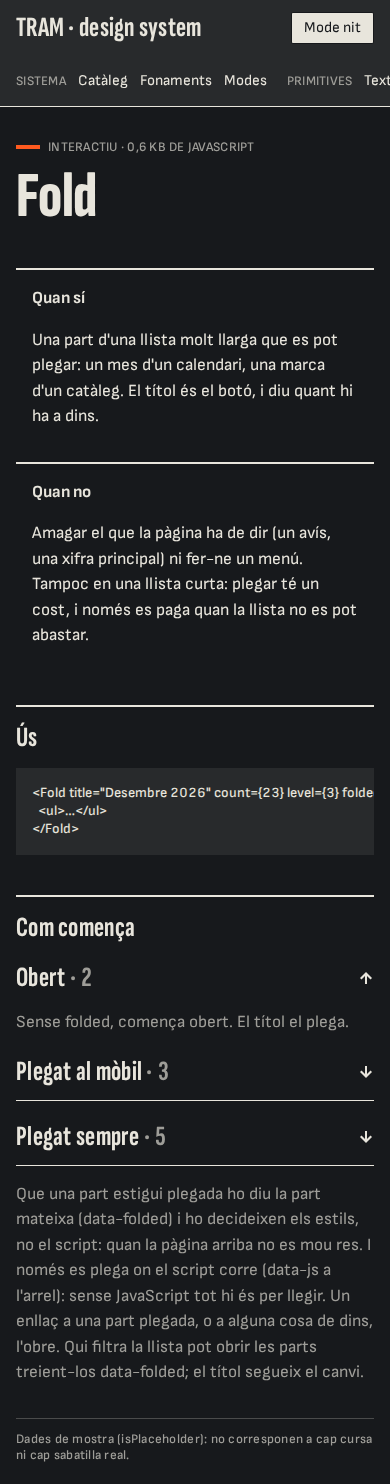 TRAM · design system
Mode nit
SISTEMA Catàleg Fonaments Modes PRIMITIVES Text
INTERACTIU · 0,6 KB DE JAVASCRIPT
Fold
Quan sí
Una part d'una llista molt llarga que es pot
plegar: un mes d'un calendari, una marca
d'un catàleg. El títol és el botó, i diu quant hi
ha a dins.
Quan no
Amagar el que la pàgina ha de dir (un avís,
una xifra principal) ni fer-ne un menú.
Tampoc en una llista curta: plegar té un
cost, i només es paga quan la llista no es pot
abastar.
Ús
<Fold title="Desembre 2026" count={23} level={3} folde
<ul>…</ul>
</Fold>
Com comença
Obert · 2 ↑
Sense folded, comença obert. El títol el plega.
Plegat al mòbil · 3 ↓
Plegat sempre · 5 ↓
Que una part estigui plegada ho diu la part
mateixa (data-folded) i ho decideixen els estils,
no el script: quan la pàgina arriba no es mou res. I
només es plega on el script corre (data-js a
l'arrel): sense JavaScript tot hi és per llegir. Un
enllaç a una part plegada, o a alguna cosa de dins,
l'obre. Qui filtra la llista pot obrir les parts
treient-los data-folded; el títol segueix el canvi.
Dades de mostra (isPlaceholder): no corresponen a cap cursa
ni cap sabatilla real.